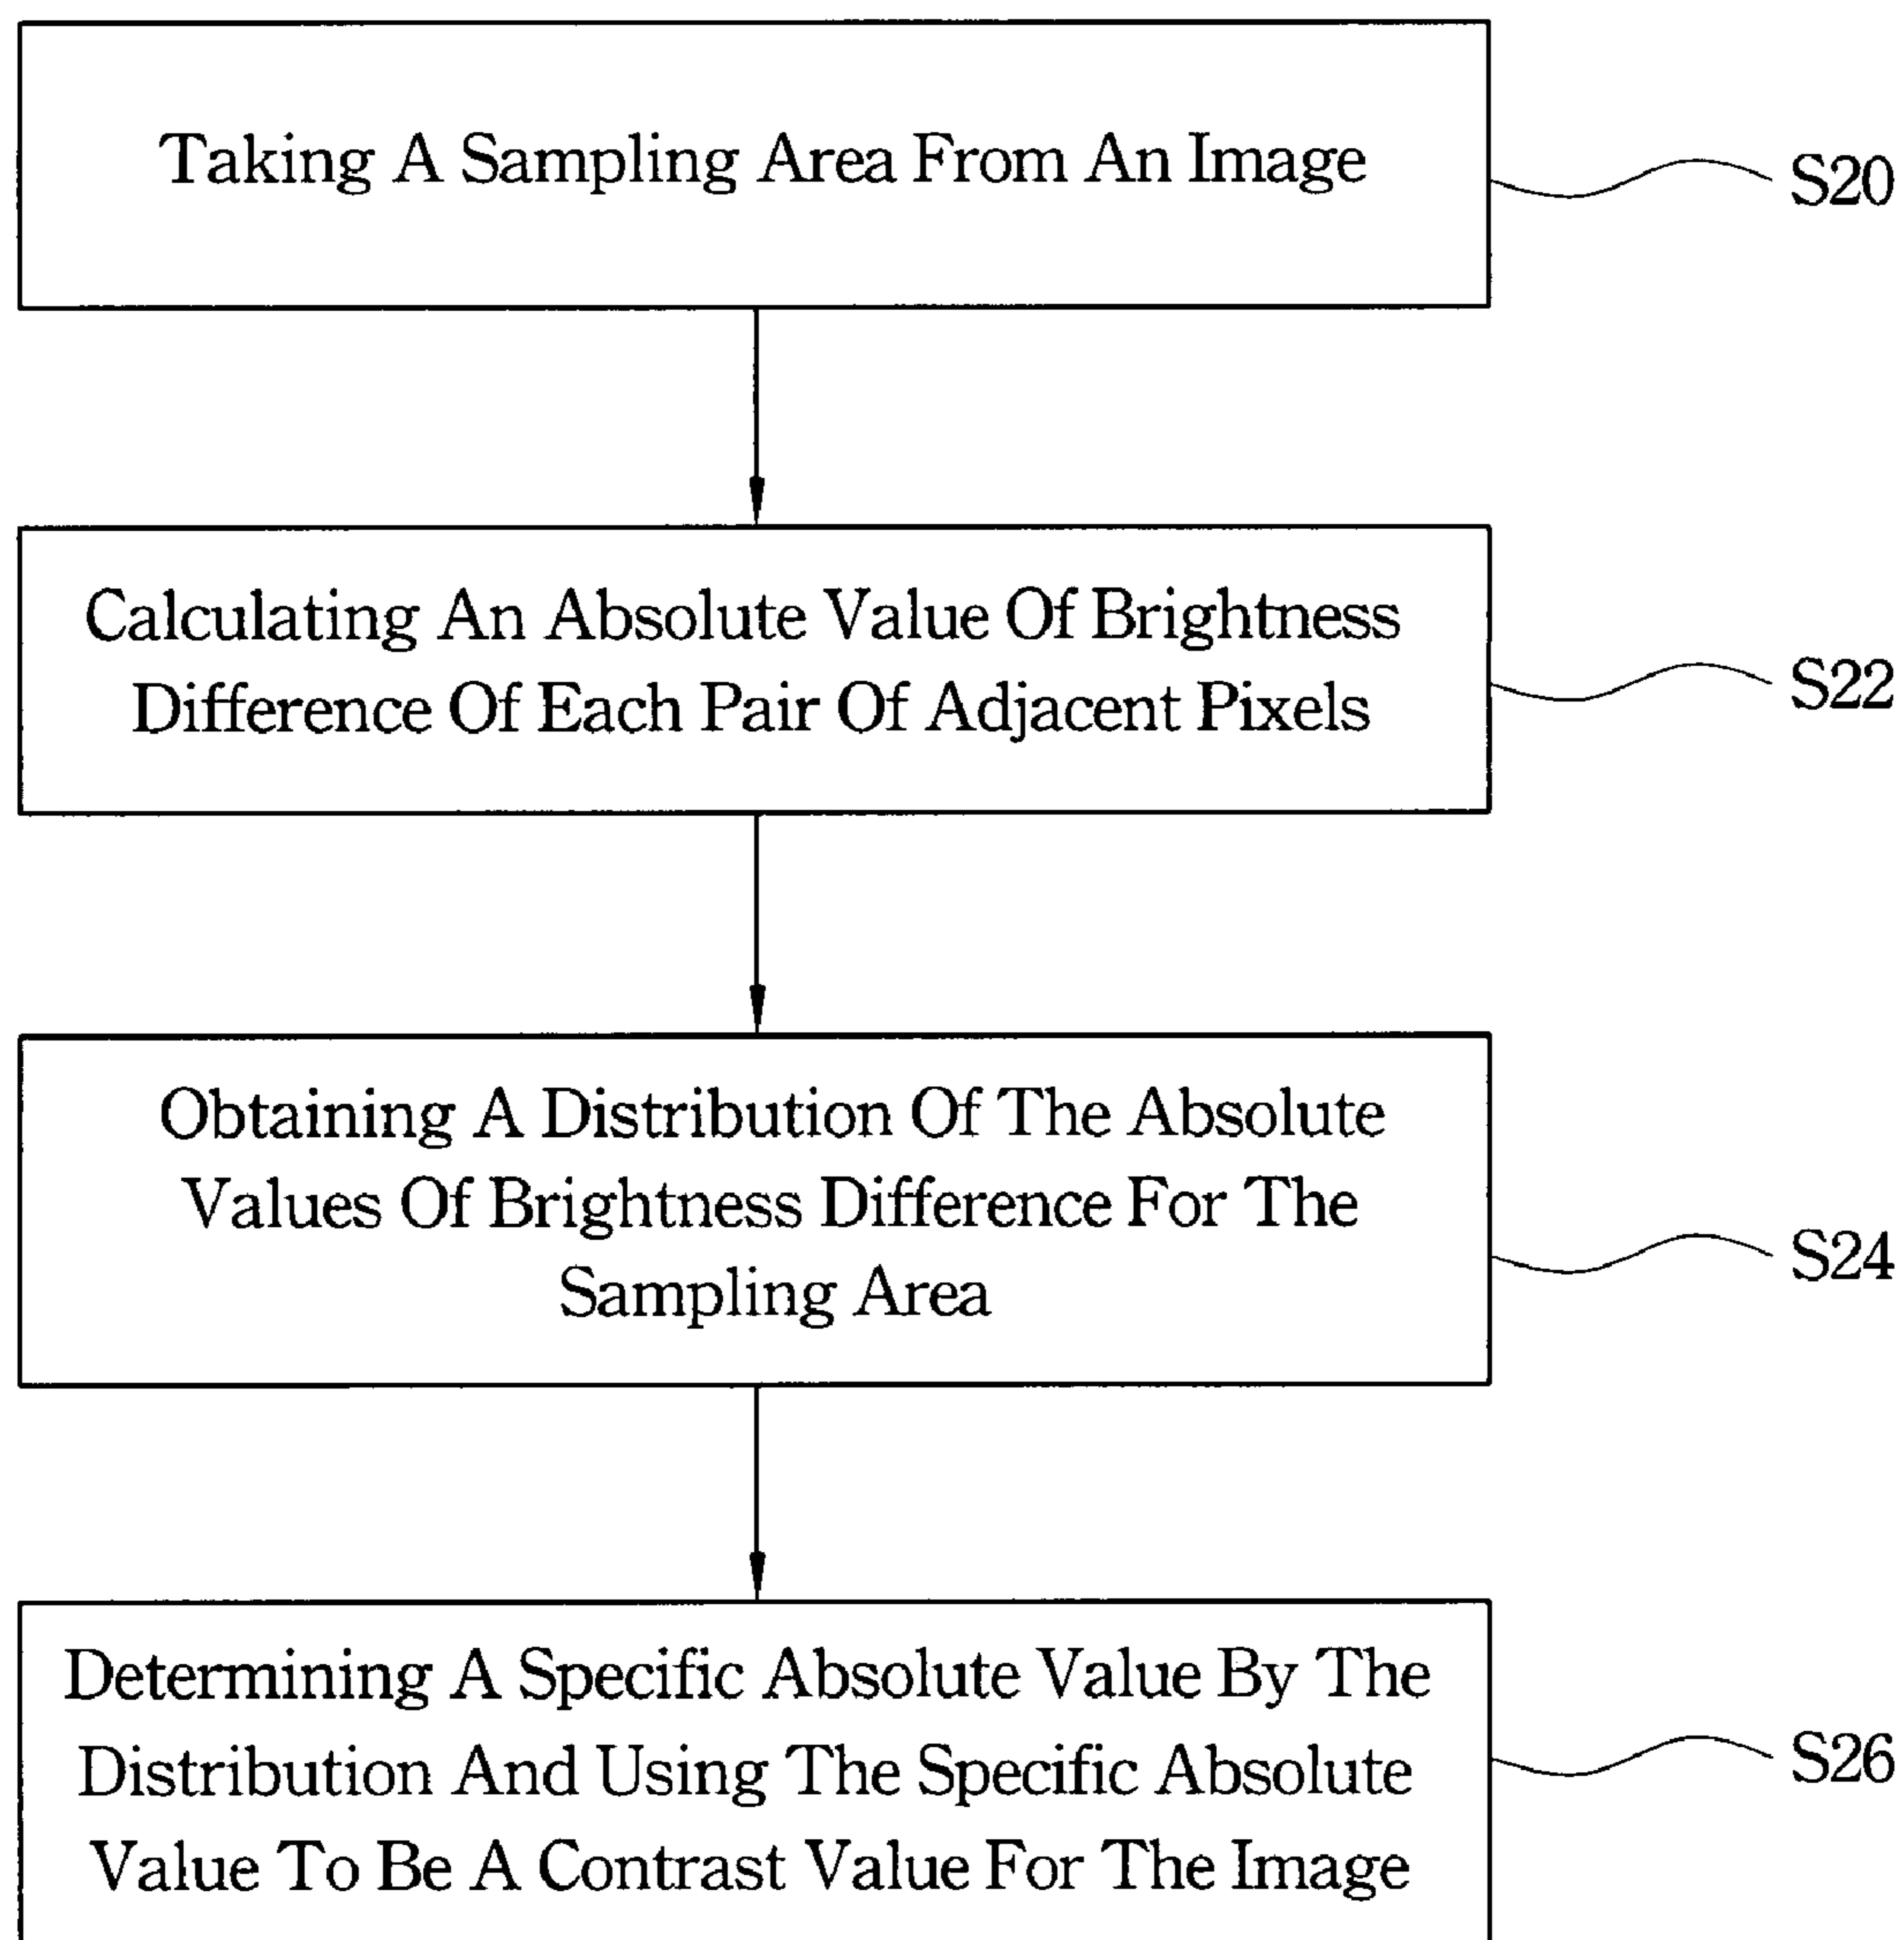 Taking A Sampling Area From An Image
S20
Calculating An Absolute Value Of Brightness
Difference Of Each Pair Of Adjacent Pixels
S22
Obtaining A Distribution Of The Absolute
Values Of Brightness Difference For The
Sampling Area
S24
Determining A Specific Absolute Value By The
Distribution And Using The Specific Absolute
Value To Be A Contrast Value For The Image
S26